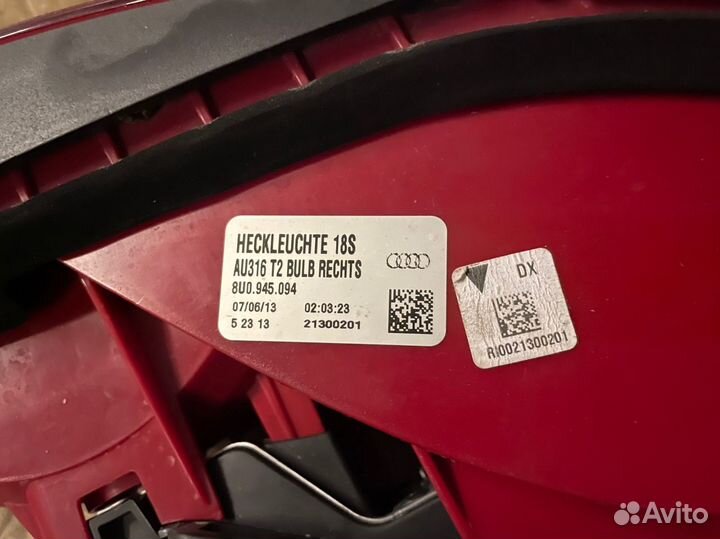 HECKLEUCHTE 18S
AU316 T2 BULB RECHTS
8U0.945.094
07/06/13 02:03:23
5 23 13 21300201
DX
RI0021300201
Avito